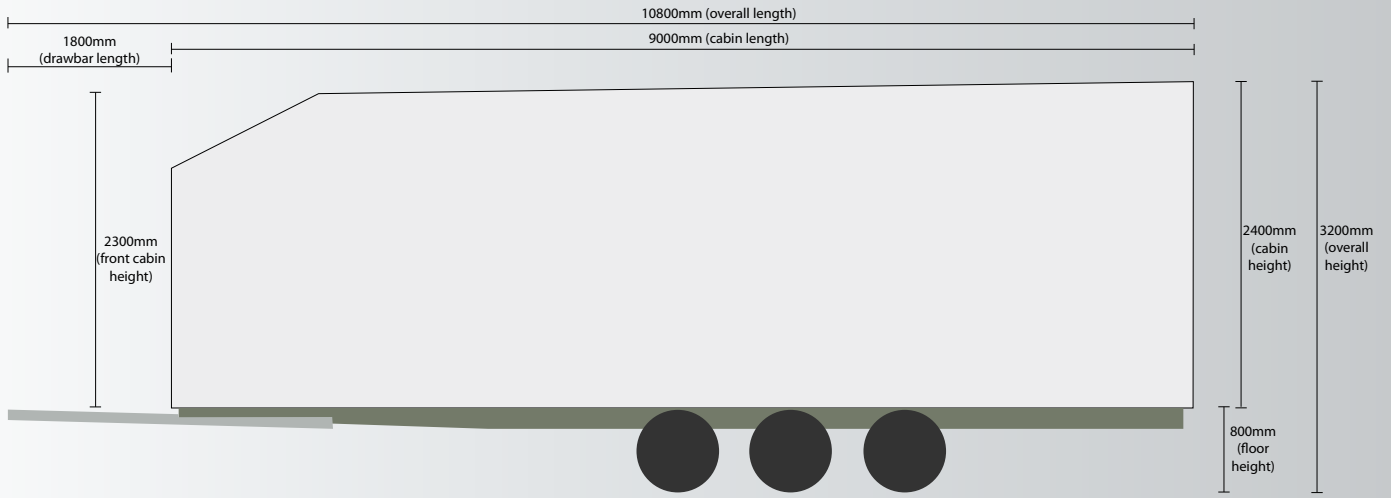 10800mm (overall length)
9000mm (cabin length)
1800mm
(drawbar length)
2300mm
(front cabin
height)
2400mm
(cabin
height)
3200mm
(overall
height)
800mm
(floor
height)